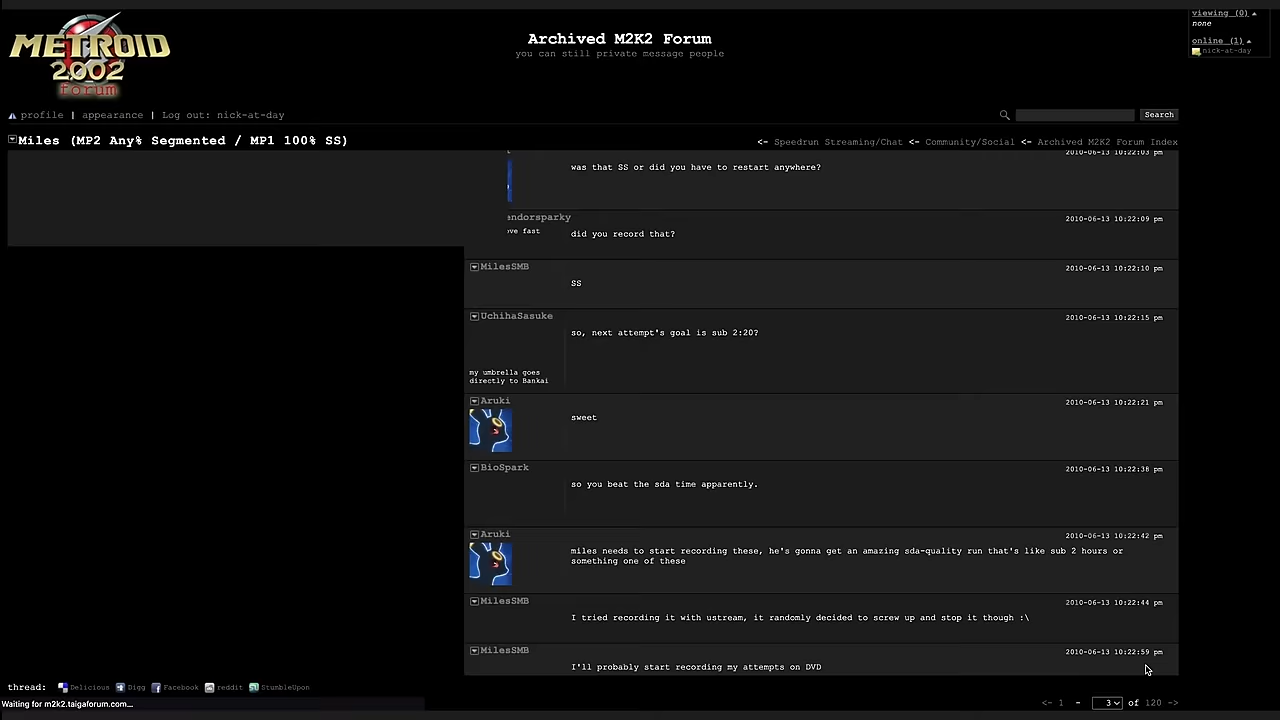 METROID
2002
forum
Archived M2K2 Forum
you can still private message people
viewing (0)
none
online (1)
nick-at-day
profile | appearance | Log out: nick-at-day
Search
Miles (MP2 Any% Segmented / MP1 100% SS)
<= Speedrun Streaming/Chat <= Community/Social <= Archived M2K2 Forum Index
2010-06-13 10:22:03 pm
was that SS or did you have to restart anywhere?
endorsparky
2010-06-13 10:22:09 pm
ove fast
did you record that?
MilesSMB
2010-06-13 10:22:10 pm
SS
UchihaSasuke
2010-06-13 10:22:15 pm
so, next attempt's goal is sub 2:20?
my umbrella goes
directly to Bankai
Aruki
2010-06-13 10:22:21 pm
sweet
BioSpark
2010-06-13 10:22:38 pm
so you beat the sda time apparently.
Aruki
2010-06-13 10:22:42 pm
miles needs to start recording these, he's gonna get an amazing sda-quality run that's like sub 2 hours or
something one of these
MilesSMB
2010-06-13 10:22:44 pm
I tried recording it with ustream, it randomly decided to screw up and stop it though :\
MilesSMB
2010-06-13 10:22:59 pm
I'll probably start recording my attempts on DVD
thread: Delicious Digg Facebook reddit StumbleUpon
Waiting for m2k2.taigaforum.com…
<- 1 - 3 of 120 ->